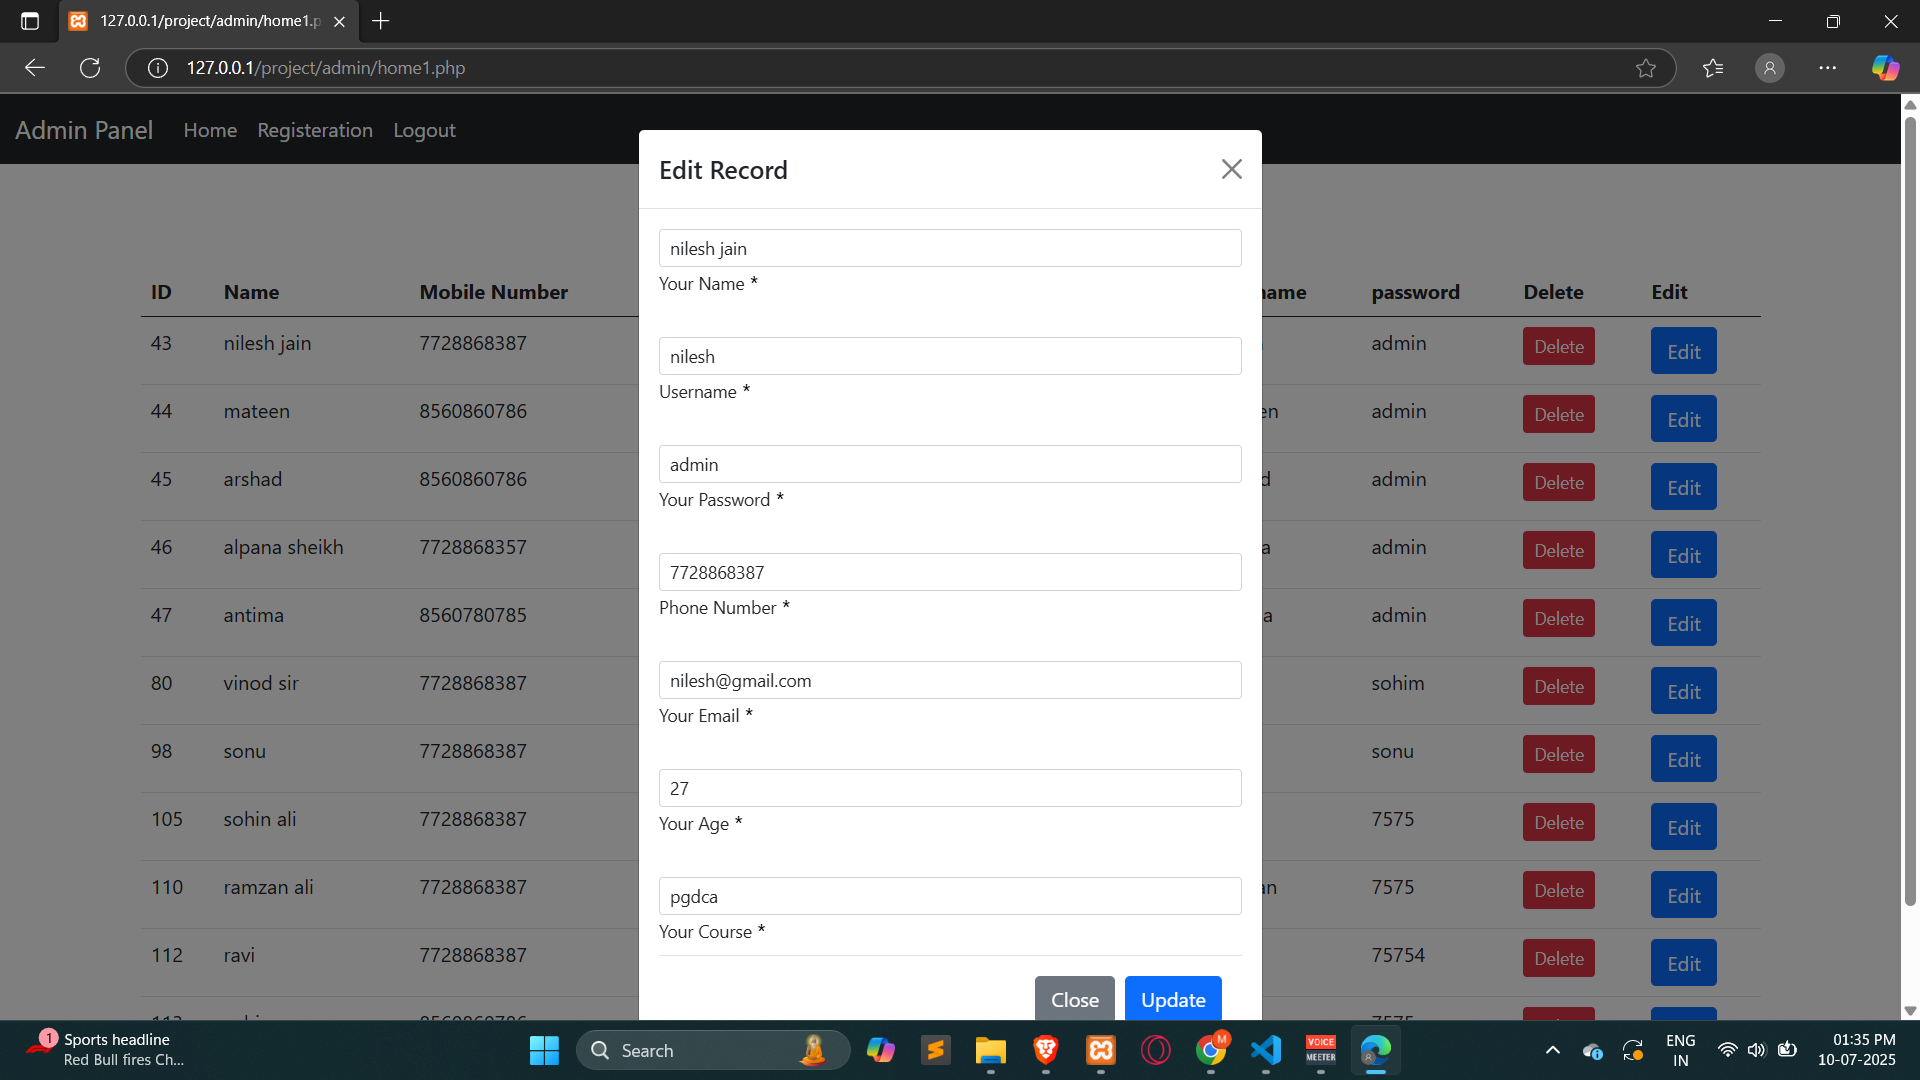 127.0.0.1/project/admin/home1.p
127.0.0.1/project/admin/home1.php
Admin Panel Home Registeration Logout
Edit Record
nilesh jain
Your Name *
nilesh
Username *
admin
Your Password *
7728868387
Phone Number *
nilesh@gmail.com
Your Email *
27
Your Age *
pgdca
Your Course *
Close Update
ID Name Mobile Number name password Delete Edit
43 nilesh jain 7728868387 admin Delete Edit
44 mateen 8560860786 en admin Delete Edit
45 arshad 8560860786 d admin Delete Edit
46 alpana sheikh 7728868357 a admin Delete Edit
47 antima 8560780785 a admin Delete Edit
80 vinod sir 7728868387 sohim Delete Edit
98 sonu 7728868387 sonu Delete Edit
105 sohin ali 7728868387 7575 Delete Edit
110 ramzan ali 7728868387 an 7575 Delete Edit
112 ravi 7728868387 75754 Delete Edit
1
Sports headline
Red Bull fires Ch...
Search
M
VOICE
MEETER
ENG
IN
01:35 PM
10-07-2025